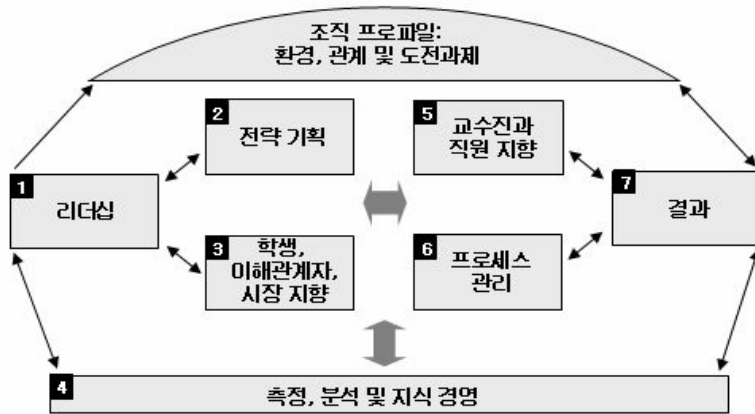 조직 프로파일:
환경, 관계 및 도전과제
2
전략 기획
5
교수진과
직원 지향
1
리더십
7
결과
3
학생,
이해관계자,
시장 지향
6
프로세스
관리
4
측정, 분석 및 지식 경영